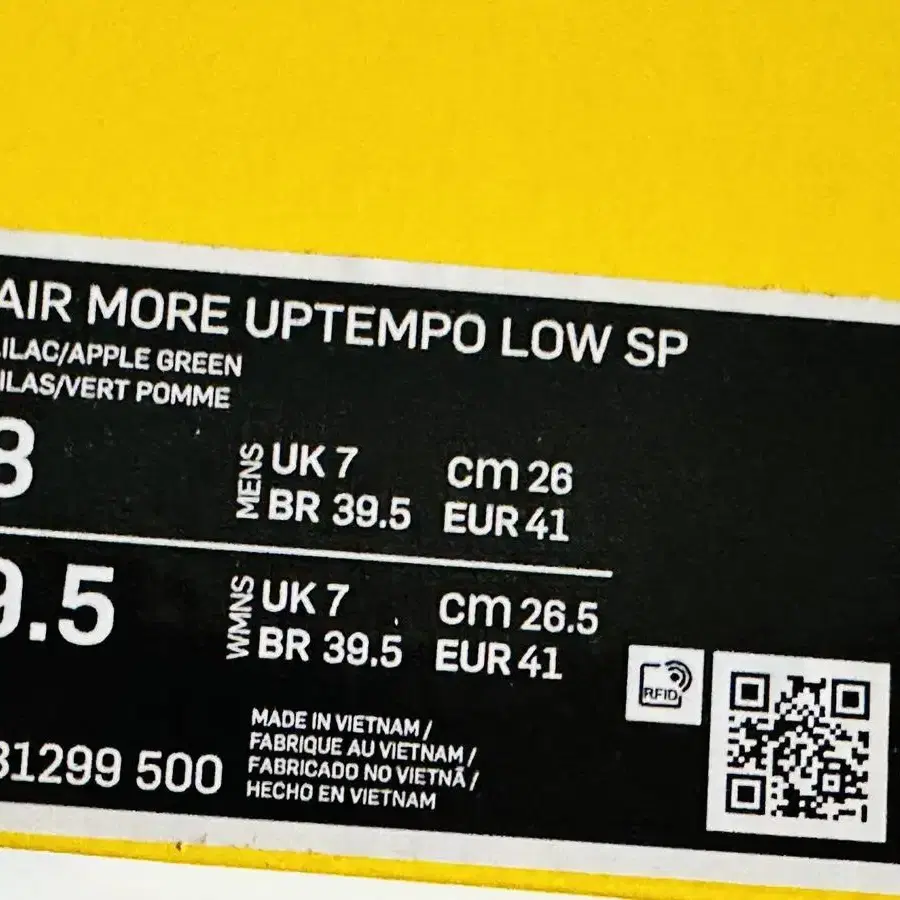 AIR MORE UPTEMPO LOW SP
ILAC/APPLE GREEN
ILAS/VERT POMME
8
MENS
UK 7
cm 26
BR 39.5
EUR 41
9.5
WMNS
UK 7
cm 26.5
BR 39.5
EUR 41
RFID
MADE IN VIETNAM /
FABRIQUE AU VIETNAM /
FABRICADO NO VIETNÃ /
HECHO EN VIETNAM
31299 500